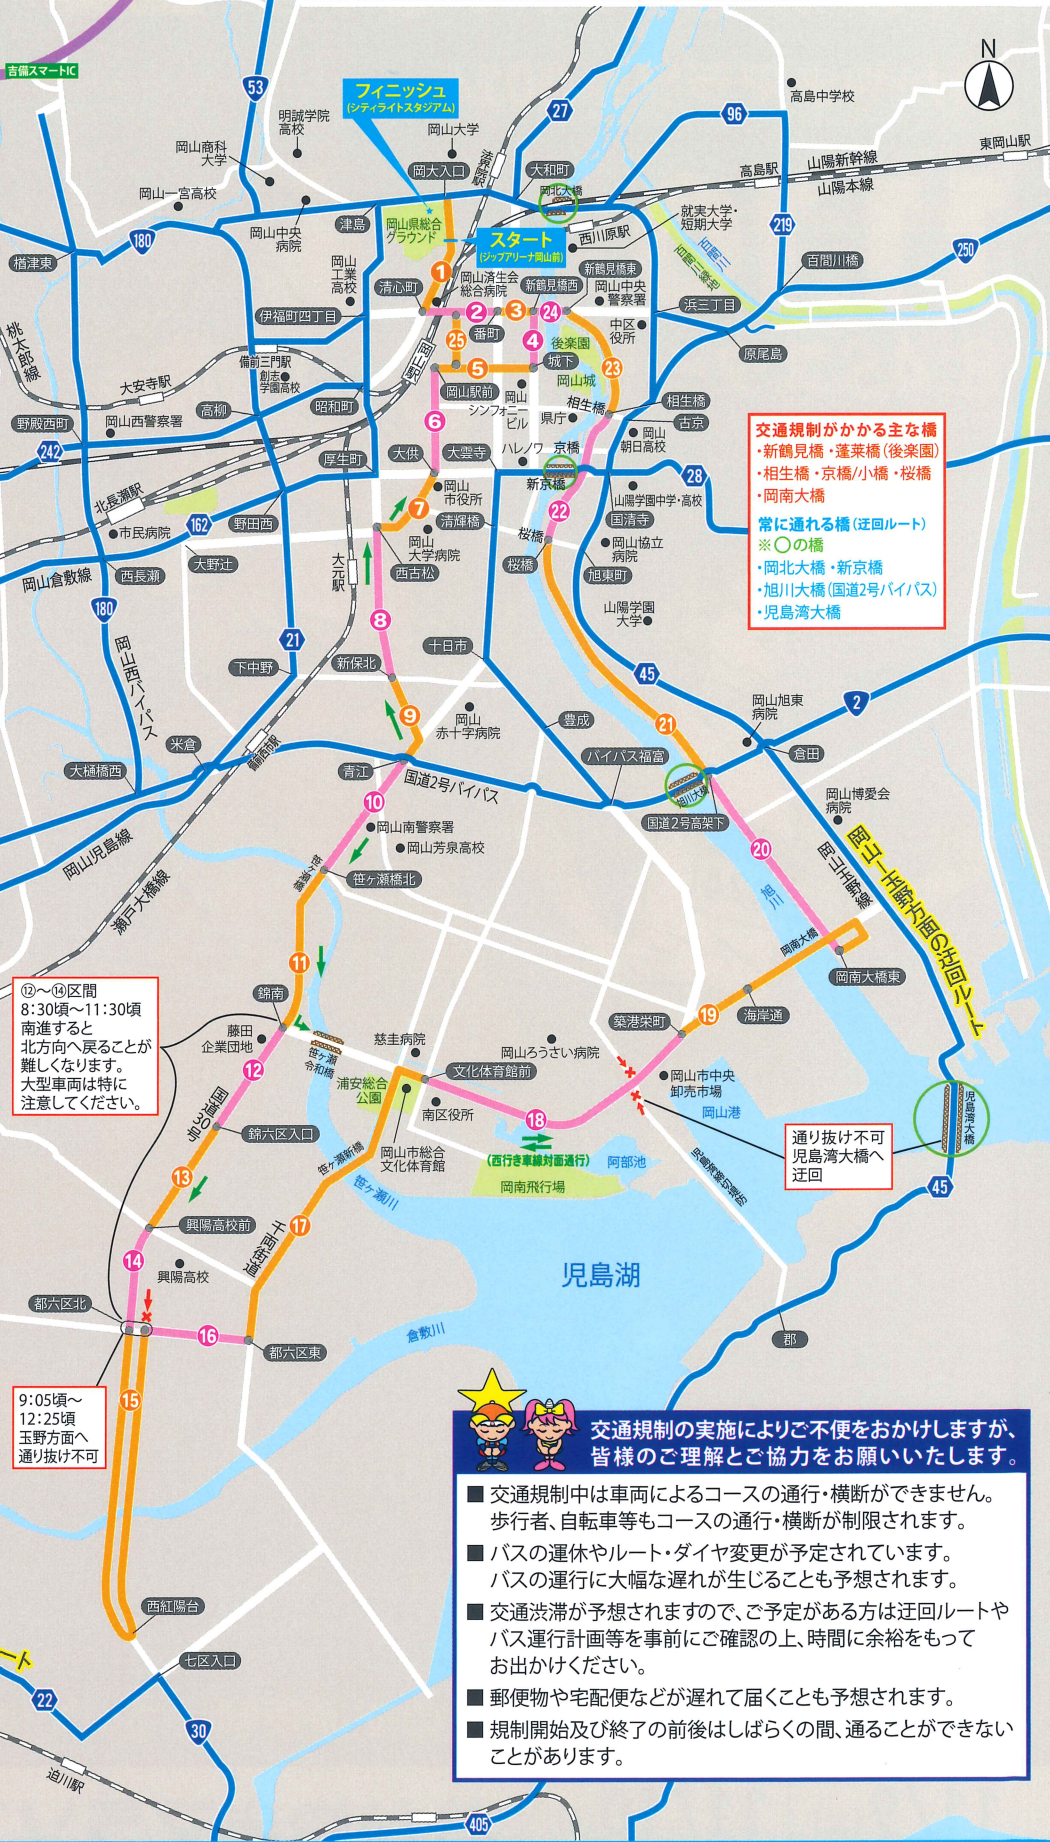 吉備スマートIC
53
フィニッシュ
(シティライトスタジアム)
27
96
N
高島中学校
明誠学院
高校
岡山大学
岡山商科
大学
法界院駅
岡大入口
大和町
高島駅
山陽新幹線
山陽本線
東岡山駅
岡山一宮高校
岡北大橋
就実大学・
短期大学
津島
岡山県総合
グラウンド
スタート
(ジップアリーナ岡山前)
西川原駅
百間川
百間川緑地
219
250
楢津東
180
岡山中央
病院
岡山
工業
高校
1
岡山済生会
総合病院
新鶴見橋東
新鶴見橋西
岡山中央
警察署
百間川橋
清心町
浜三丁目
伊福町四丁目
2
3
24
番町
4
中区
役所
桃太郎線
備前三門駅
創志
学園高校
岡山駅
25
後楽園
原尾島
5
城下
23
大安寺駅
岡山駅前
岡山城
昭和町
岡山
シンフォニー
ビル
県庁
相生橋
相生橋
高柳
野殿西町
岡山西警察署
6
古京
岡山
朝日高校
242
厚生町
大供
大雲寺
ハレノワ
京橋
新京橋
28
北長瀬駅
岡山
市役所
山陽学園中学・高校
市民病院
162
野田西
7
清輝橋
22
国清寺
岡山
大学病院
桜橋
岡山協立
病院
大野辻
西長瀬
大元駅
西古松
桜橋
旭東町
岡山倉敷線
180
山陽学園
大学
交通規制がかかる主な橋
・新鶴見橋・蓬莱橋(後楽園)
・相生橋・京橋/小橋・桜橋
・岡南大橋
常に通れる橋(迂回ルート)
※○の橋
・岡北大橋・新京橋
・旭川大橋(国道2号バイパス)
・児島湾大橋
岡山西バイパス
21
8
下中野
新保北
十日市
45
9
岡山
赤十字病院
豊成
21
岡山旭東
病院
2
米倉
備前西市駅
大樋橋西
青江
国道2号バイパス
バイパス福富
倉田
旭川大橋
国道2号高架下
岡山博愛会
病院
10
岡山南警察署
岡山芳泉高校
岡山児島線
瀬戸大橋線
笹ヶ瀬橋
笹ヶ瀬橋北
20
岡山玉野線
岡山―玉野方面の迂回ルート
旭川
11
岡南大橋
岡南大橋東
⑫～⑭区間
8:30頃～11:30頃
南進すると
北方向へ戻ることが
難しくなります。
大型車両は特に
注意してください。
錦南
藤田
企業団地
笹ヶ瀬
令和橋
慈圭病院
岡山ろうさい病院
築港栄町
19
海岸通
12
浦安総合
公園
文化体育館前
南区役所
岡山市中央
卸売市場
岡山港
児島湾大橋
国道30号
錦六区入口
笹ヶ瀬新橋
岡山市総合
文化体育館
18
(西行き車線対面通行)
阿部池
通り抜け不可
児島湾大橋へ
迂回
13
笹ヶ瀬川
岡南飛行場
児島湾締切堤防
45
興陽高校前
17
千両街道
14
興陽高校
児島湖
都六区北
16
都六区東
倉敷川
郡
9:05頃～
12:25頃
玉野方面へ
通り抜け不可
15
西紅陽台
七区入口
ート
22
30
迫川駅
405
交通規制の実施によりご不便をおかけしますが、
皆様のご理解とご協力をお願いいたします。
■ 交通規制中は車両によるコースの通行・横断ができません。
歩行者、自転車等もコースの通行・横断が制限されます。
■ バスの運休やルート・ダイヤ変更が予定されています。
バスの運行に大幅な遅れが生じることも予想されます。
■ 交通渋滞が予想されますので、ご予定がある方は迂回ルートや
バス運行計画等を事前にご確認の上、時間に余裕をもって
お出かけください。
■ 郵便物や宅配便などが遅れて届くことも予想されます。
■ 規制開始及び終了の前後はしばらくの間、通ることができない
ことがあります。